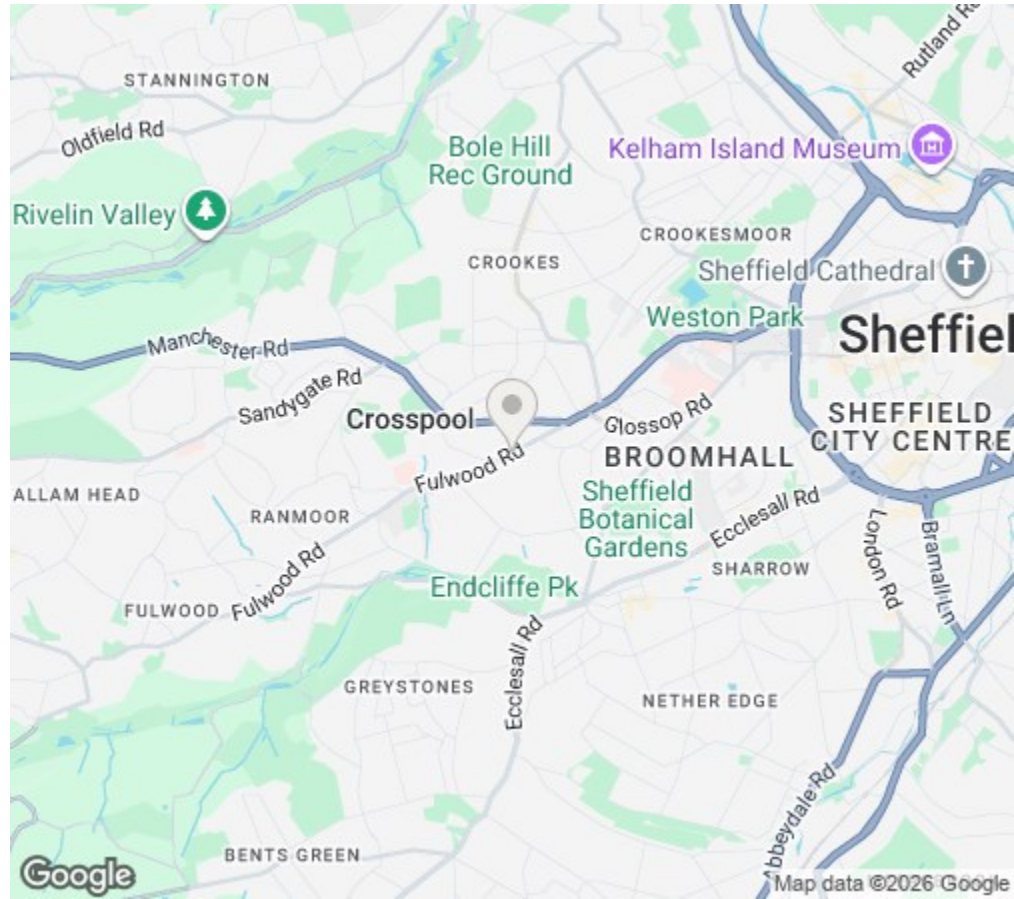 Rutland Rd
STANNINGTON
Oldfield Rd
Bole Hill
Rec Ground
Kelham Island Museum
Rivelin Valley
CROOKESMOOR
CROOKES
Sheffield Cathedral
Weston Park
Manchester Rd
Sheffiel
Sandygate Rd
Crosspool
Glossop Rd
SHEFFIELD
CITY CENTRE
BROOMHALL
Fulwood Rd
ALLAM HEAD
Sheffield
Botanical
Gardens
Ecclesall Rd
RANMOOR
London Rd
Bramall Ln
Fulwood Rd
Endcliffe Pk
SHARROW
FULWOOD
Ecclesall Rd
GREYSTONES
NETHER EDGE
Abbeydale Rd
BENTS GREEN
Google
Map data ©2026 Google